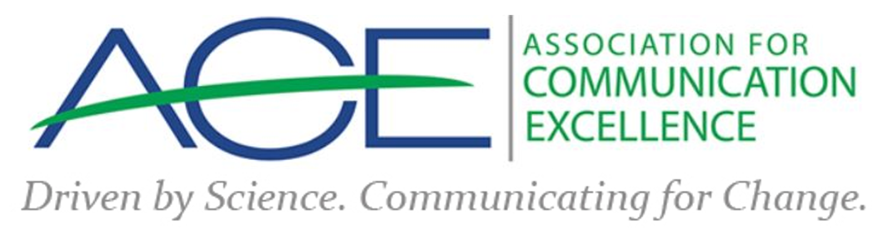 ACE
ASSOCIATION FOR
COMMUNICATION
EXCELLENCE
Driven by Science. Communicating for Change.